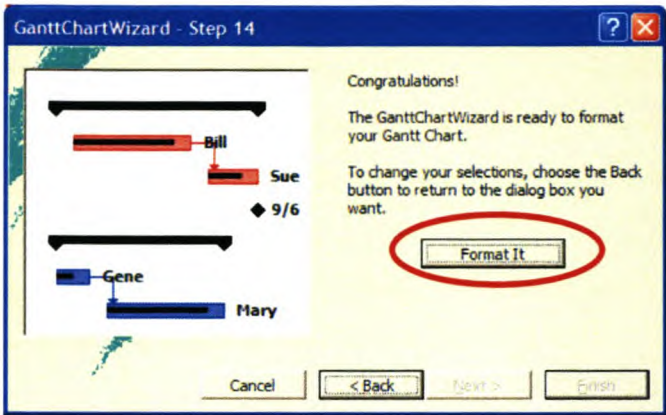 GanttChartWizard - Step 14
?
X
Bill
Sue
9/6
Gene
Mary
Congratulations!
The GanttChartWizard is ready to format
your Gantt Chart.
To change your selections, choose the Back
button to return to the dialog box you
want.
Format It
Cancel
< Back
Next >
Finish